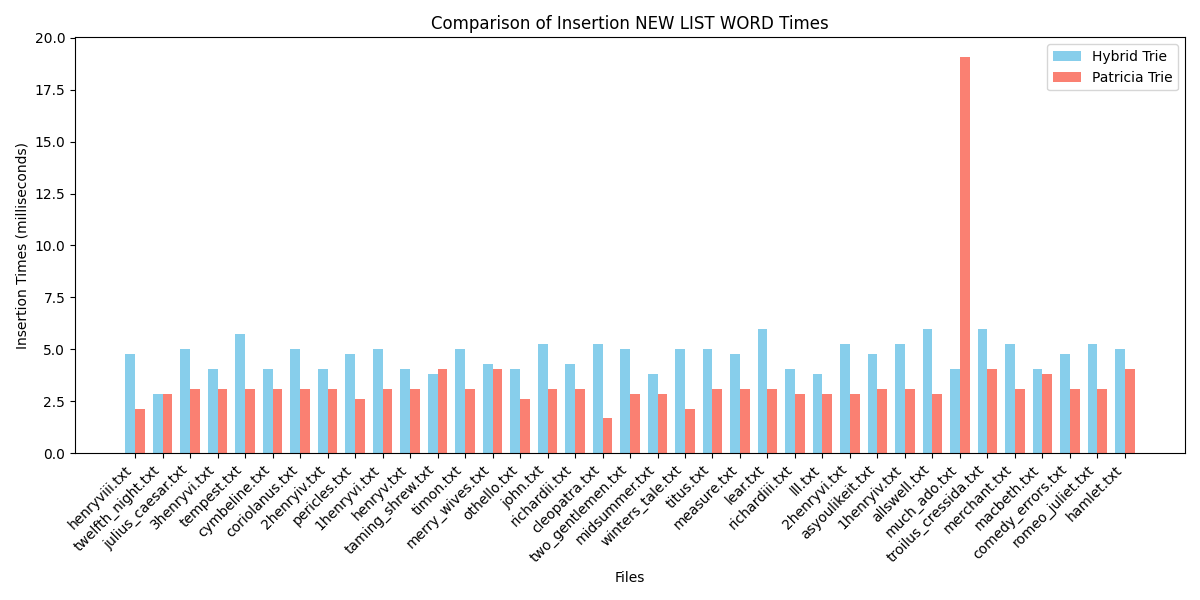 Comparison of Insertion NEW LIST WORD Times
Hybrid Trie
Patricia Trie
Insertion Times (milliseconds)
20.0
17.5
15.0
12.5
10.0
7.5
5.0
2.5
0.0
henryviii.txt
twelfth_night.txt
julius_caesar.txt
3henryvi.txt
tempest.txt
cymbeline.txt
coriolanus.txt
2henryiv.txt
pericles.txt
1henryvi.txt
henryv.txt
taming_shrew.txt
timon.txt
merry_wives.txt
othello.txt
john.txt
richardii.txt
cleopatra.txt
two_gentlemen.txt
midsummer.txt
winters_tale.txt
titus.txt
measure.txt
lear.txt
richardiii.txt
lll.txt
2henryvi.txt
asyoulikeit.txt
1henryiv.txt
allswell.txt
much_ado.txt
troilus_cressida.txt
merchant.txt
macbeth.txt
comedy_errors.txt
romeo_juliet.txt
hamlet.txt
Files